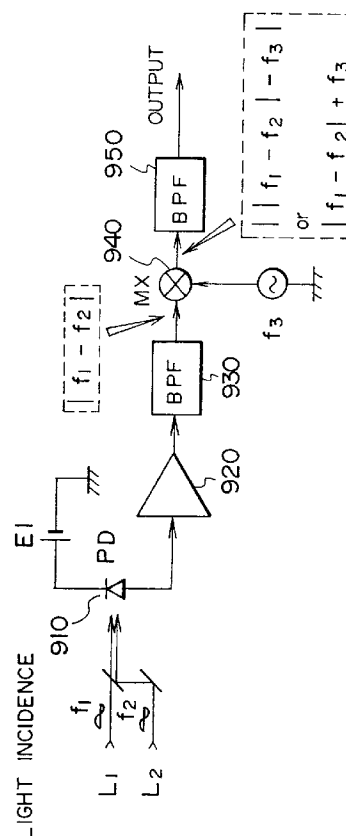 LIGHT INCIDENCE
L1
L2
f1
f2
910
PD
E1
920
930
BPF
| f1 - f2 |
MX
940
f3
950
BPF
OUTPUT
| | f1 - f2 | - f3 |
or
| f1 - f2 | + f3